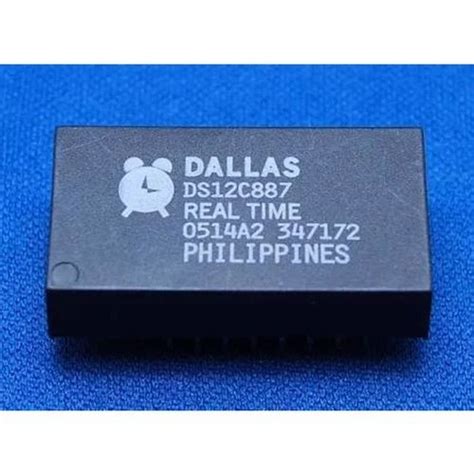 DALLAS
DS12C887
REAL TIME
0514A2 347172
PHILIPPINES